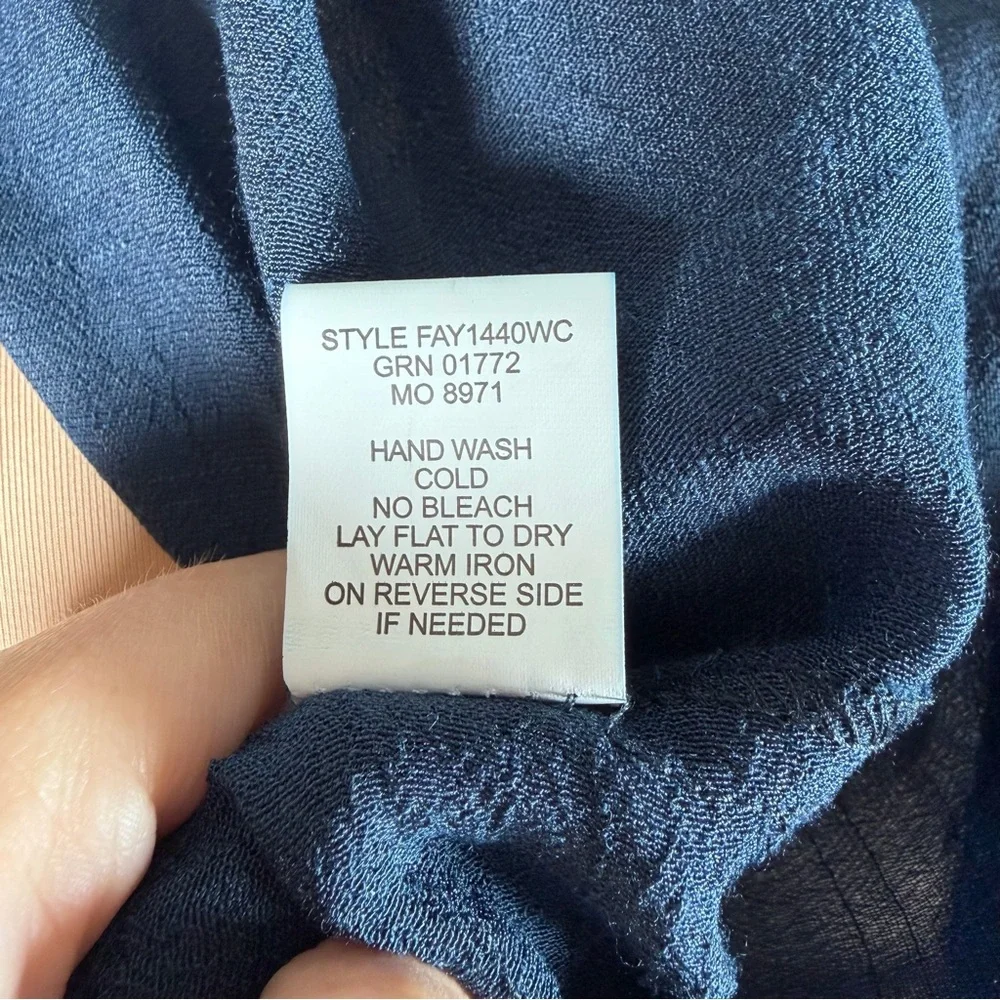 STYLE FAY1440WC
GRN 01772
MO 8971
HAND WASH
COLD
NO BLEACH
LAY FLAT TO DRY
WARM IRON
ON REVERSE SIDE
IF NEEDED